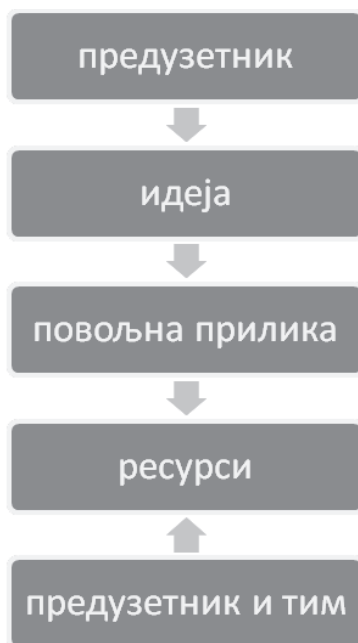 предузетник
идеја
повољна прилика
ресурси
предузетник и тим